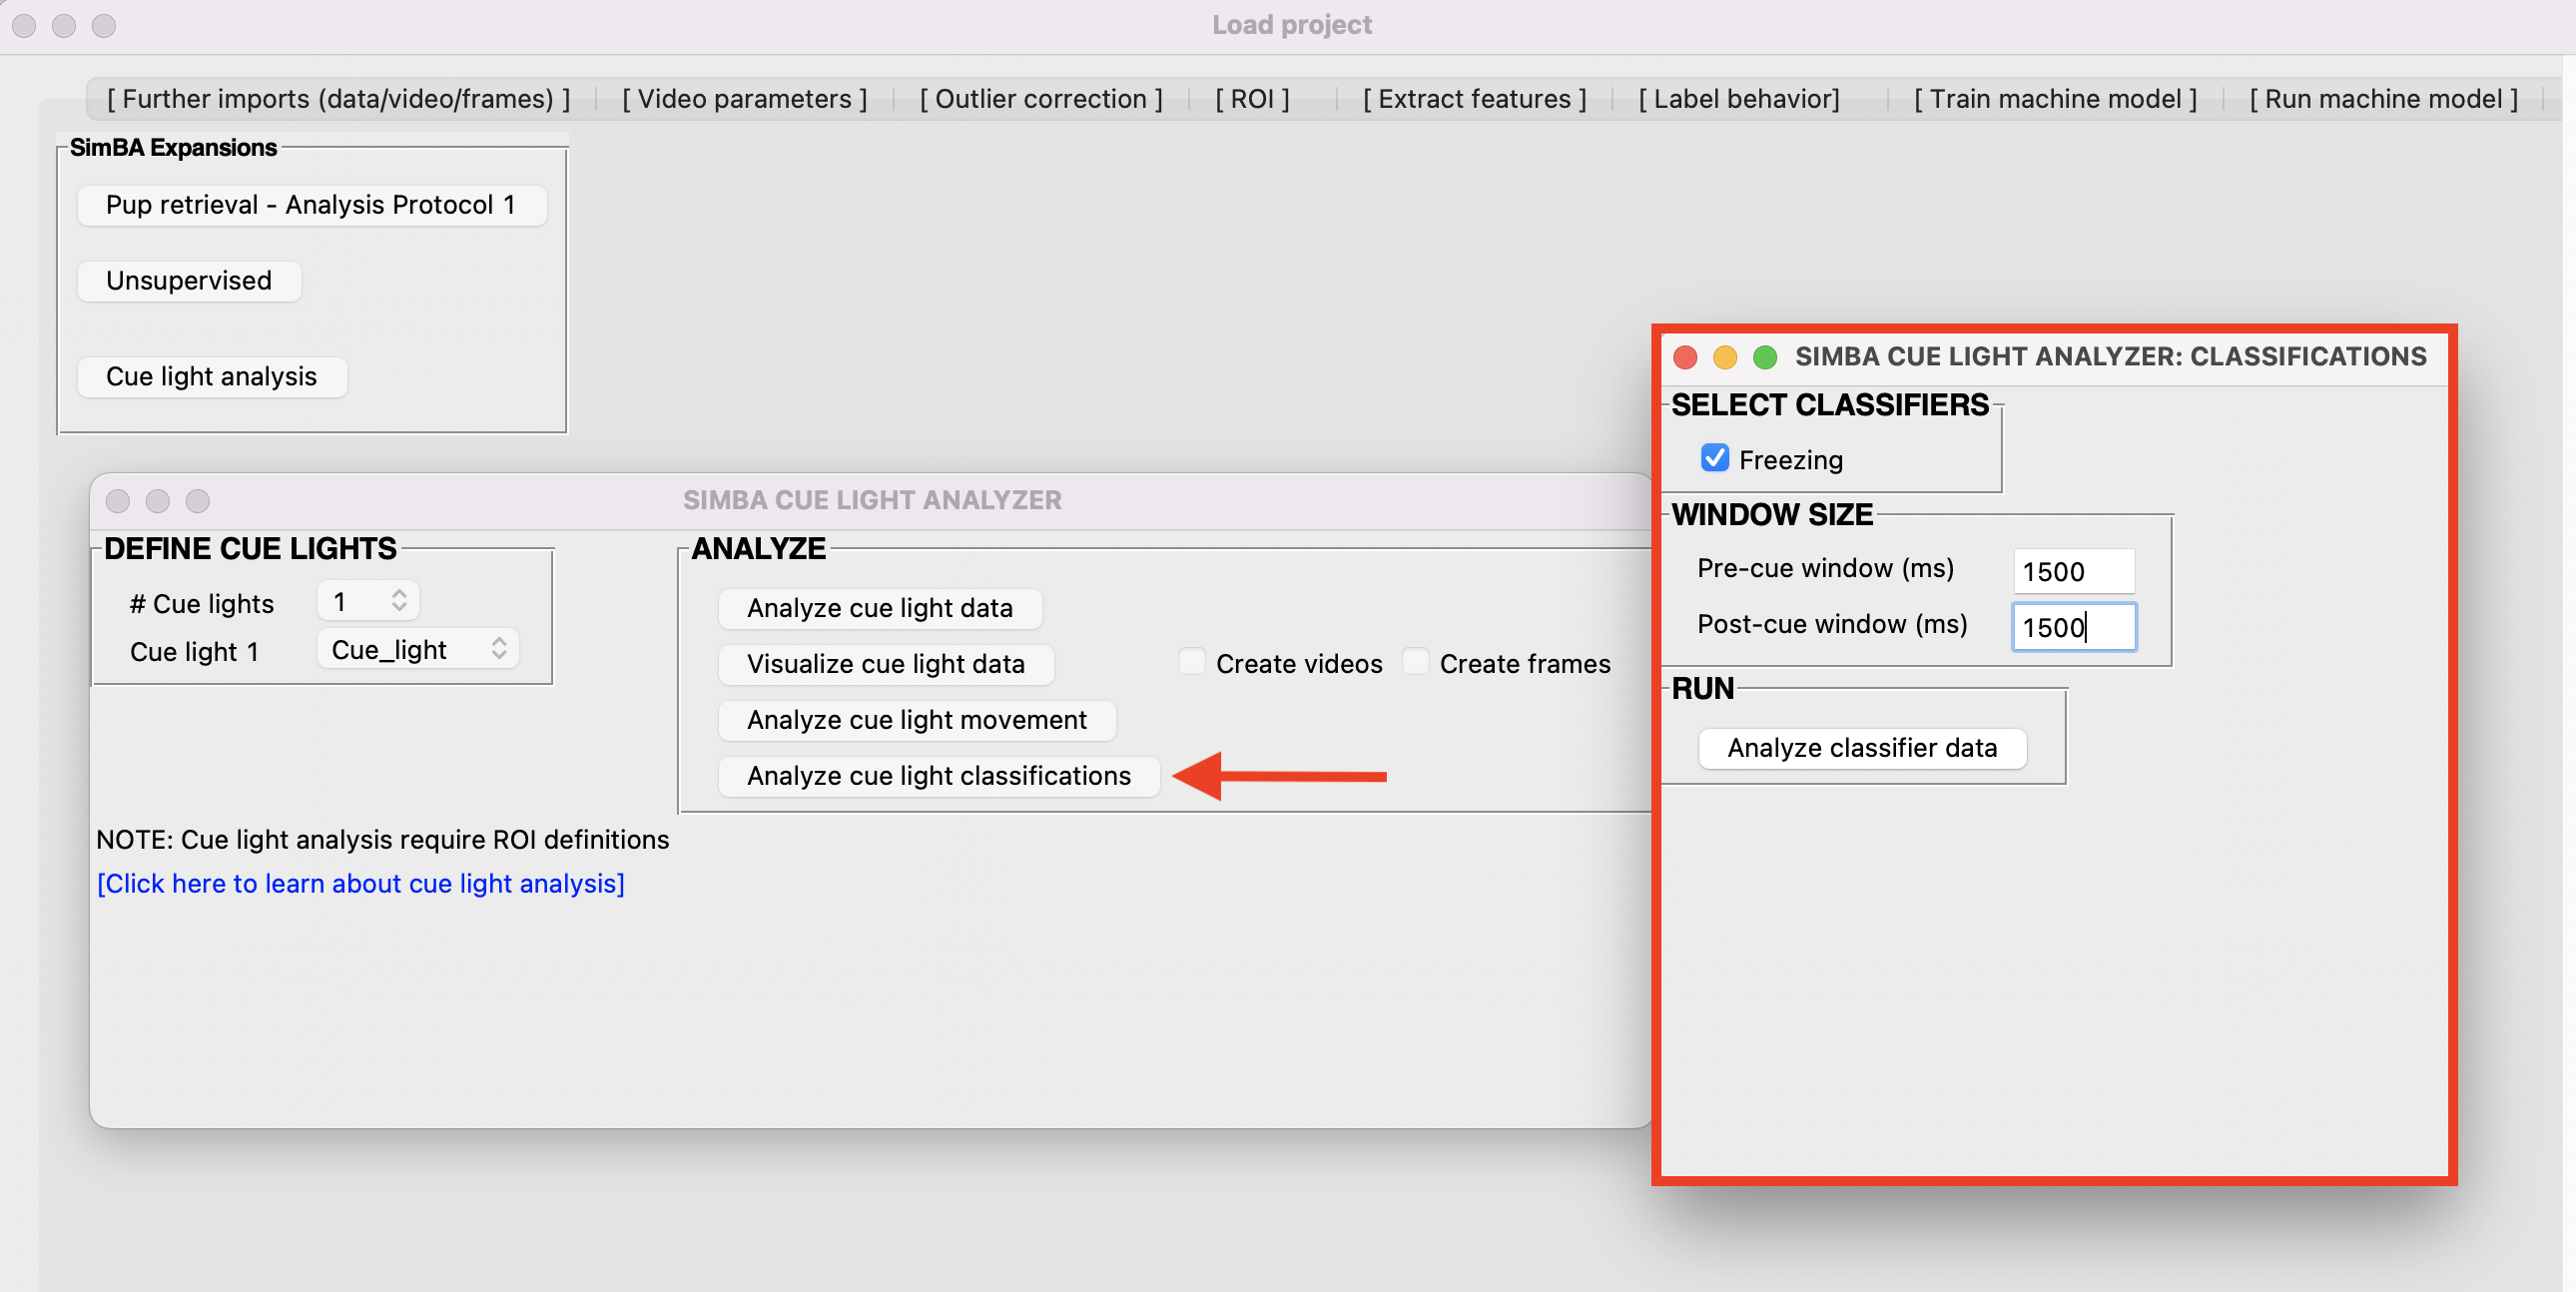 Load project
[ Further imports (data/video/frames) ] [ Video parameters ] [ Outlier correction ] [ ROI ] [ Extract features ] [ Label behavior] [ Train machine model ] [ Run machine model ]
SimBA Expansions
Pup retrieval - Analysis Protocol 1
Unsupervised
Cue light analysis
SIMBA CUE LIGHT ANALYZER
DEFINE CUE LIGHTS
# Cue lights 1
Cue light 1 Cue_light
ANALYZE
Analyze cue light data
Visualize cue light data Create videos Create frames
Analyze cue light movement
Analyze cue light classifications
NOTE: Cue light analysis require ROI definitions
[Click here to learn about cue light analysis]
SIMBA CUE LIGHT ANALYZER: CLASSIFICATIONS
SELECT CLASSIFIERS
Freezing
WINDOW SIZE
Pre-cue window (ms) 1500
Post-cue window (ms) 1500
RUN
Analyze classifier data